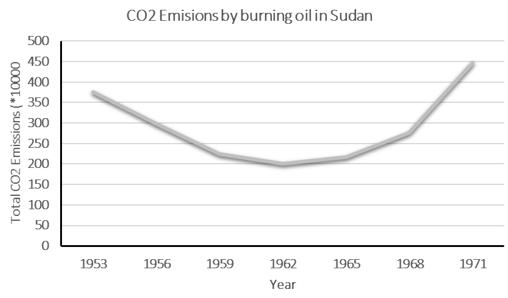 CO2 Emisions by burning oil in Sudan
Total CO2 Emissions (*10000
500
450
400
350
300
250
200
150
100
50
0
1953 1956 1959 1962 1965 1968 1971
Year